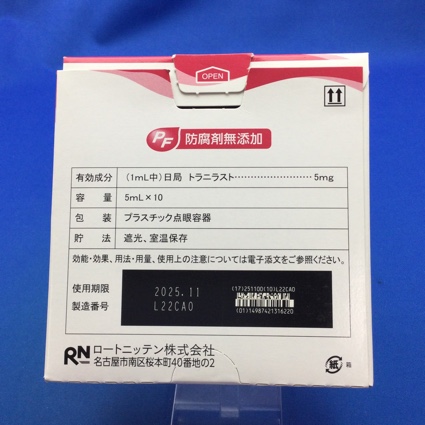 OPEN
PF 防腐剤無添加
有効成分 (1mL中)日局 トラニラスト‥‥‥‥‥‥‥‥5mg
容量 5mL×10
包装 プラスチック点眼容器
貯法 遮光、室温保存
効能・効果、用法・用量、使用上の注意については電子添文をご参照ください。
使用期限 2025.11
製造番号 L22CA0
(17)251100(10)L22CA0
(01)14987421316220
RN ロートニッテン株式会社
名古屋市南区桜本町40番地の2
紙 箱